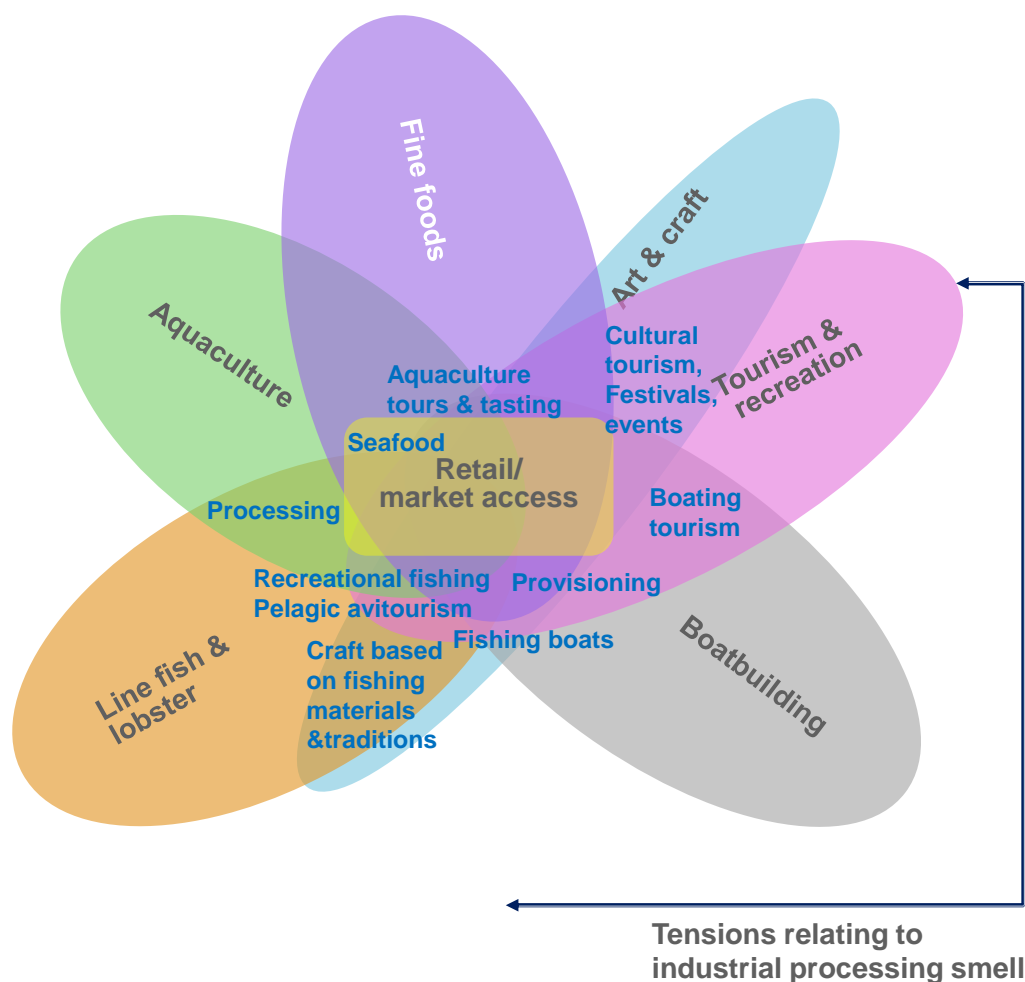 Fine foods
Art & craft
Aquaculture
Tourism &
recreation
Cultural
tourism,
Festivals,
events
Aquaculture
tours & tasting
Seafood
Retail/
market access
Processing
Boating
tourism
Recreational fishing
Pelagic avitourism
Provisioning
Fishing boats
Craft based
on fishing
materials
&traditions
Line fish &
lobster
Boatbuilding
Tensions relating to
industrial processing smell